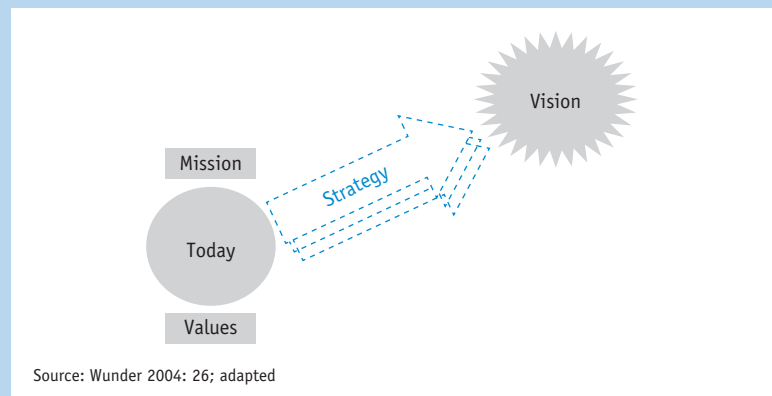 Vision
Mission
Strategy
Today
Values
Source: Wunder 2004: 26; adapted